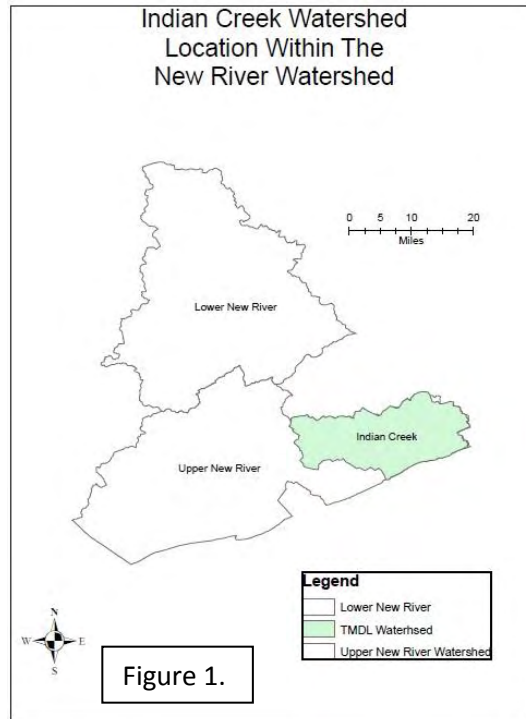 Indian Creek Watershed
Location Within The
New River Watershed
0 5 10 20
Miles
Lower New River
Indian Creek
Upper New River
Legend
Lower New River
TMDL Waterhsed
Upper New River Watershed
N
W E
S
Figure 1.